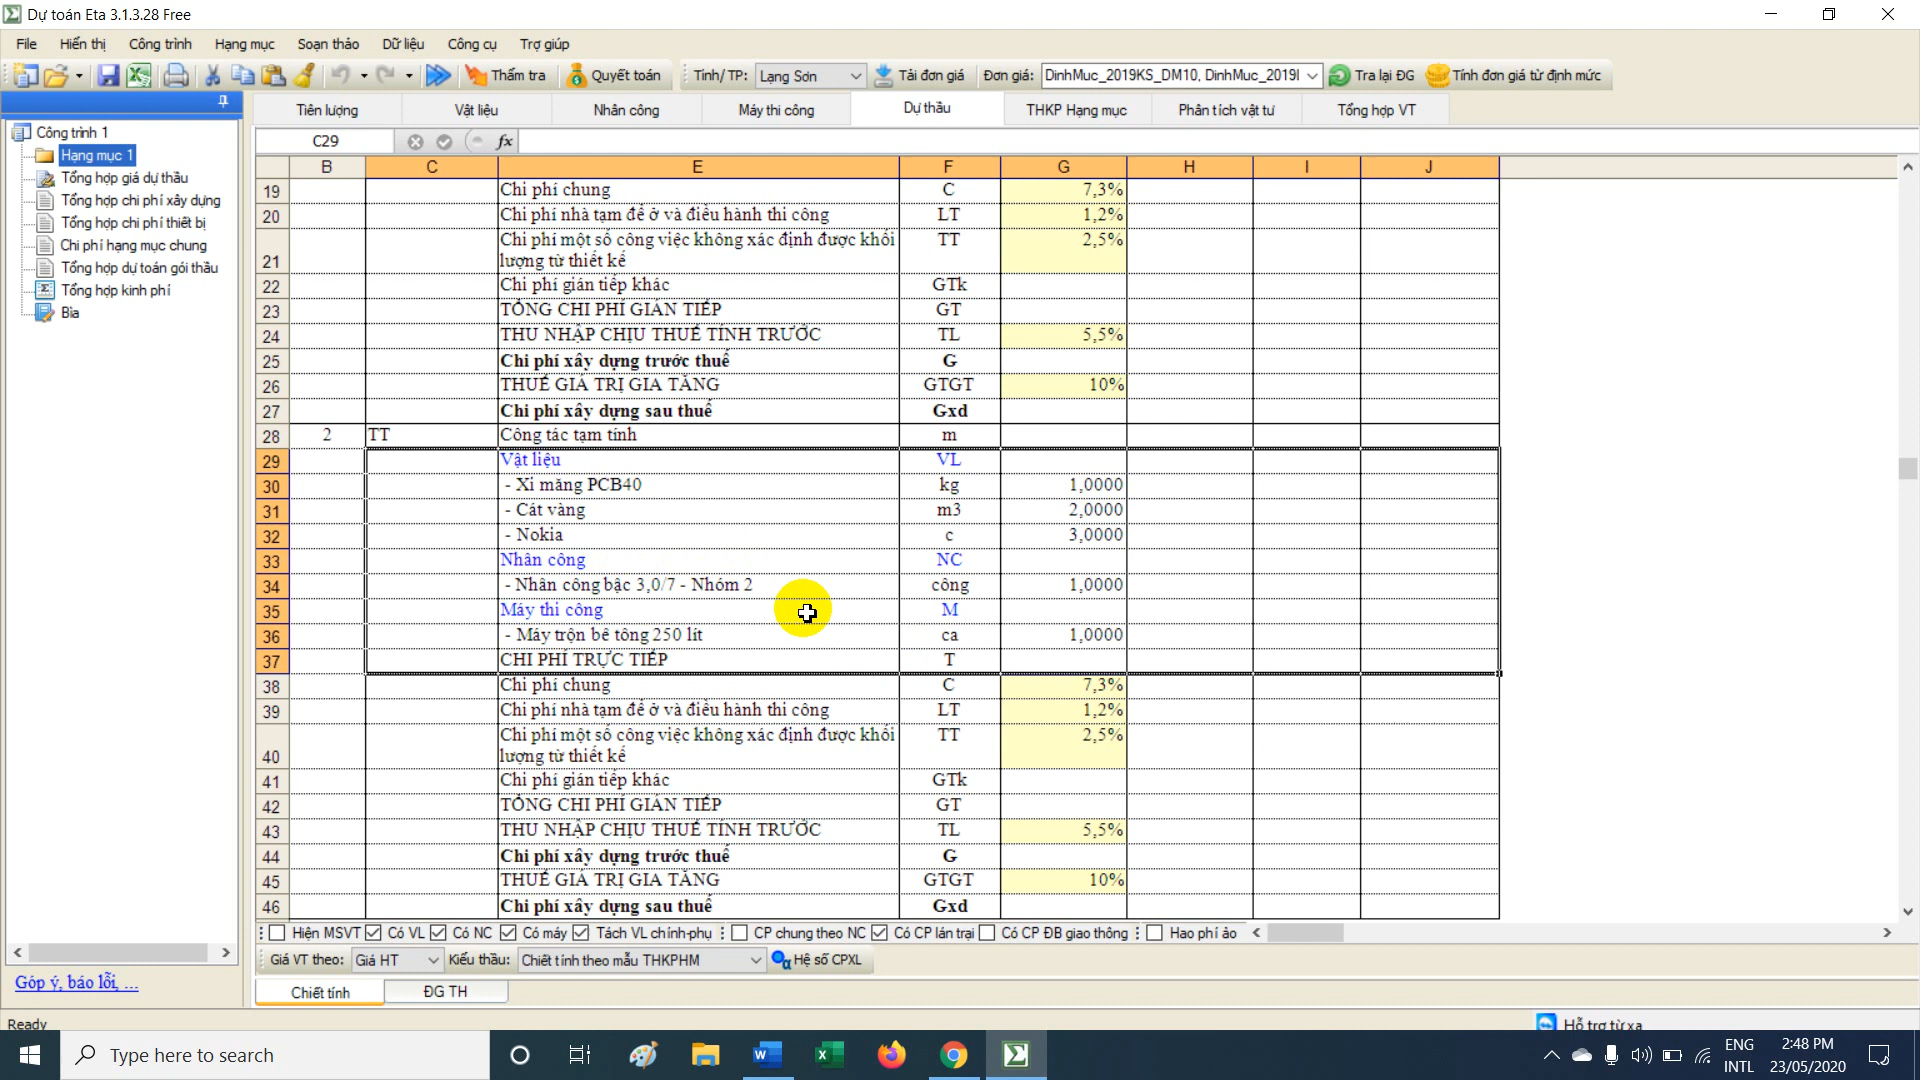 Dự toán Eta 3.1.3.28 Free
File Hiển thị Công trình Hạng mục Soạn thảo Dữ liệu Công cụ Trợ giúp
Thẩm tra Quyết toán Tỉnh/ TP: Lạng Sơn Tải đơn giá Đơn giá: DinhMuc_2019KS_DM10, DinhMuc_2019I Tra lại ĐG Tính đơn giá từ định mức
Tiên lượng Vật liệu Nhân công Máy thi công Dự thầu THKP Hạng mục Phân tích vật tư Tổng hợp VT
Công trình 1
Hạng mục 1
Tổng hợp giá dự thầu
Tổng hợp chi phí xây dựng
Tổng hợp chi phí thiết bị
Chi phí hạng mục chung
Tổng hợp dự toán gói thầu
Tổng hợp kinh phí
Bìa
Góp ý, báo lỗi, ...
C29 fx
B C E F G H I J
19 Chi phí chung C 7,3%
20 Chi phí nhà tạm để ở và điều hành thi công LT 1,2%
21 Chi phí một số công việc không xác định được khối TT 2,5%
lượng từ thiết kế
22 Chi phí gián tiếp khác GTk
23 TỔNG CHI PHÍ GIÁN TIẾP GT
24 THU NHẬP CHỊU THUẾ TÍNH TRƯỚC TL 5,5%
25 Chi phí xây dựng trước thuế G
26 THUẾ GIÁ TRỊ GIA TĂNG GTGT 10%
27 Chi phí xây dựng sau thuế Gxd
28 2 TT Công tác tạm tính m
29 Vật liệu VL
30 - Xi măng PCB40 kg 1,0000
31 - Cát vàng m3 2,0000
32 - Nokia c 3,0000
33 Nhân công NC
34 - Nhân công bậc 3,0/7 - Nhóm 2 công 1,0000
35 Máy thi công M
36 - Máy trộn bê tông 250 lít ca 1,0000
37 CHI PHÍ TRỰC TIẾP T
38 Chi phí chung C 7,3%
39 Chi phí nhà tạm để ở và điều hành thi công LT 1,2%
40 Chi phí một số công việc không xác định được khối TT 2,5%
lượng từ thiết kế
41 Chi phí gián tiếp khác GTk
42 TỔNG CHI PHÍ GIÁN TIẾP GT
43 THU NHẬP CHỊU THUẾ TÍNH TRƯỚC TL 5,5%
44 Chi phí xây dựng trước thuế G
45 THUẾ GIÁ TRỊ GIA TĂNG GTGT 10%
46 Chi phí xây dựng sau thuế Gxd
Hiện MSVT Có VL Có NC Có máy Tách VL chính-phụ CP chung theo NC Có CP lán trại Có CP ĐB giao thông Hao phí ảo
Giá VT theo: Giá HT Kiểu thầu: Chiết tính theo mẫu THKPHM Hệ số CPXL
Chiết tính ĐG TH
Ready Hỗ trợ từ xa
Type here to search
ENG 2:48 PM
INTL 23/05/2020